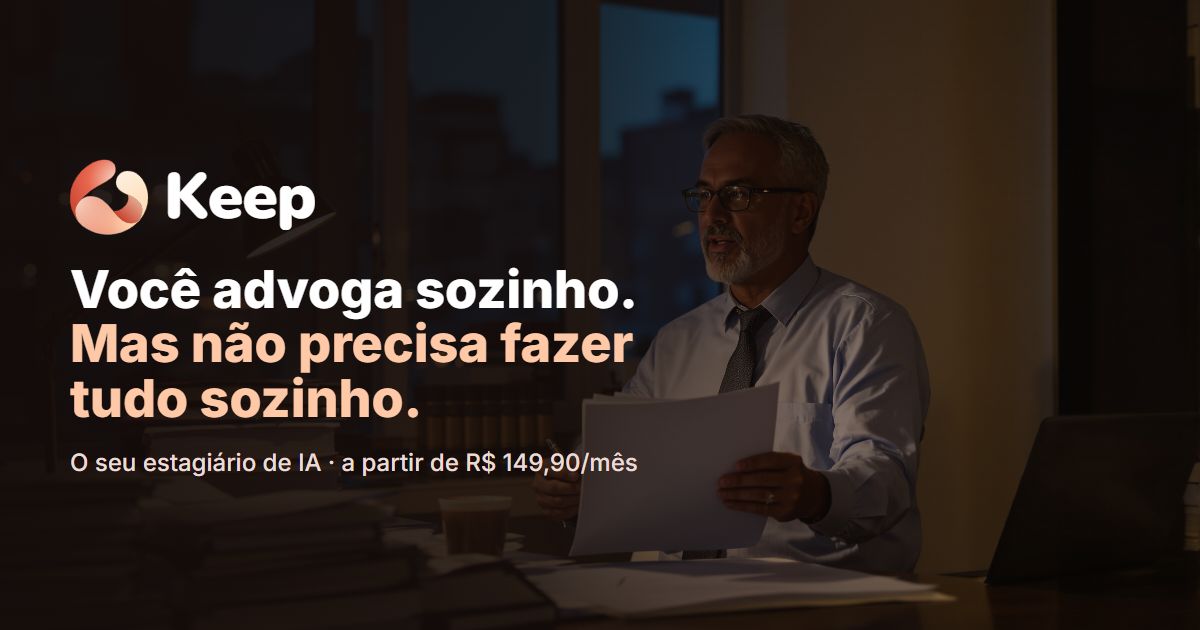 Keep
Você advoga sozinho.
Mas não precisa fazer
tudo sozinho.
O seu estagiário de IA · a partir de R$ 149,90/mês